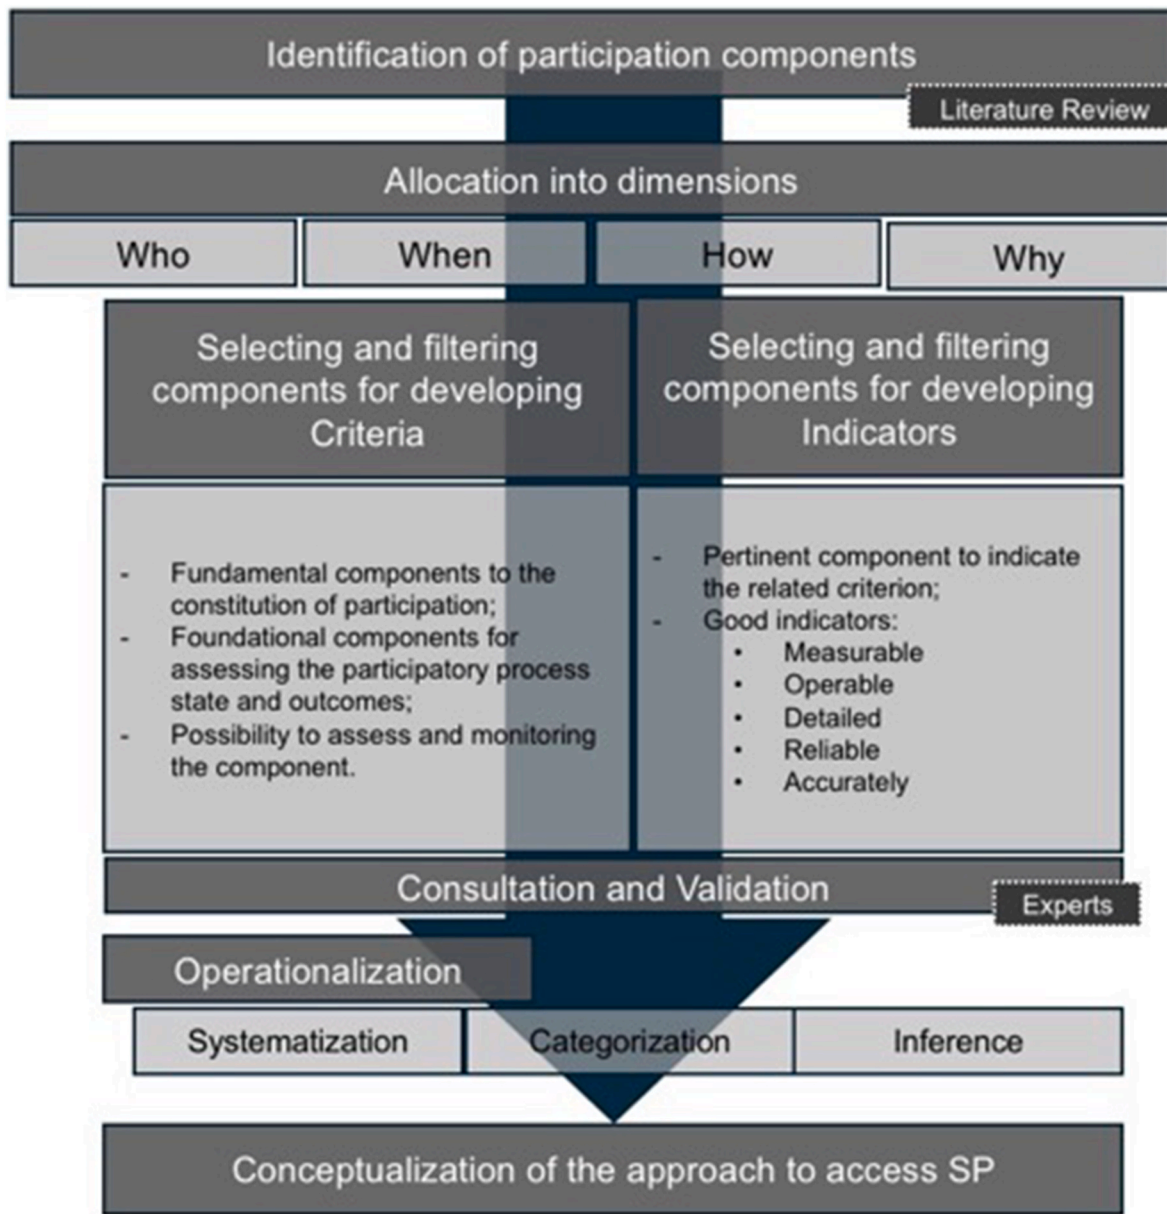 Identification of participation components
Literature Review
Allocation into dimensions
Who
When
How
Why
Selecting and filtering
components for developing
Criteria
Selecting and filtering
components for developing
Indicators
- Fundamental components to the
constitution of participation;
- Foundational components for
assessing the participatory process
state and outcomes;
- Possibility to assess and monitoring
the component.
- Pertinent component to indicate
the related criterion;
- Good indicators:
• Measurable
• Operable
• Detailed
• Reliable
• Accurately
Consultation and Validation
Experts
Operationalization
Systematization
Categorization
Inference
Conceptualization of the approach to access SP